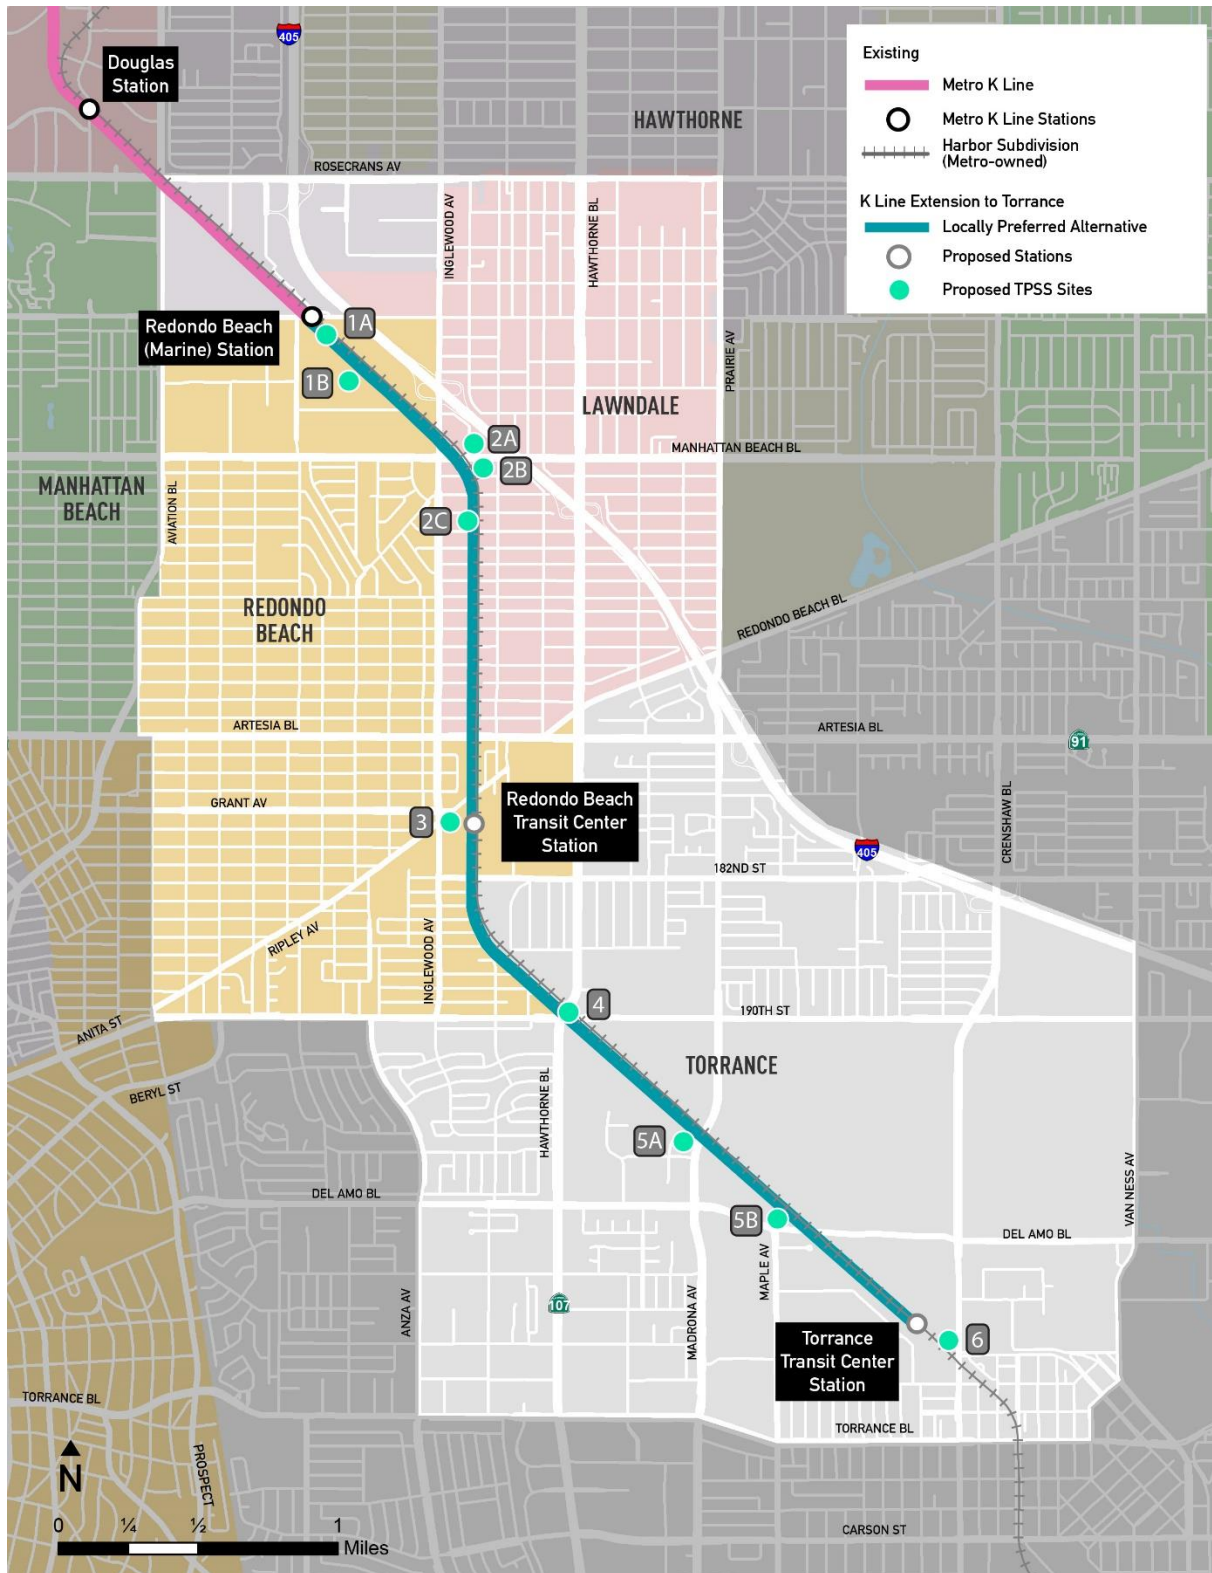 405
Douglas
Station
HAWTHORNE
ROSECRANS AV
Existing
Metro K Line
Metro K Line Stations
Harbor Subdivision
(Metro-owned)
K Line Extension to Torrance
Locally Preferred Alternative
Proposed Stations
Proposed TPSS Sites
INGLEWOOD AV
HAWTHORNE BL
PRAIRIE AV
Redondo Beach
(Marine) Station
1A
1B
LAWNDALE
2A
2B
MANHATTAN BEACH BL
MANHATTAN
BEACH
AVIATION BL
2C
REDONDO
BEACH
REDONDO BEACH BL
ARTESIA BL
ARTESIA BL
91
GRANT AV
3
Redondo Beach
Transit Center
Station
CRENSHAW BL
405
182ND ST
RIPLEY AV
INGLEWOOD AV
4
190TH ST
ANITA ST
BERYL ST
TORRANCE
HAWTHORNE BL
5A
DEL AMO BL
5B
VAN NESS AV
DEL AMO BL
MAPLE AV
ANZA AV
107
MADRONA AV
Torrance
Transit Center
Station
6
TORRANCE BL
TORRANCE BL
PROSPECT
N
0 ¼ ½ 1
Miles
CARSON ST